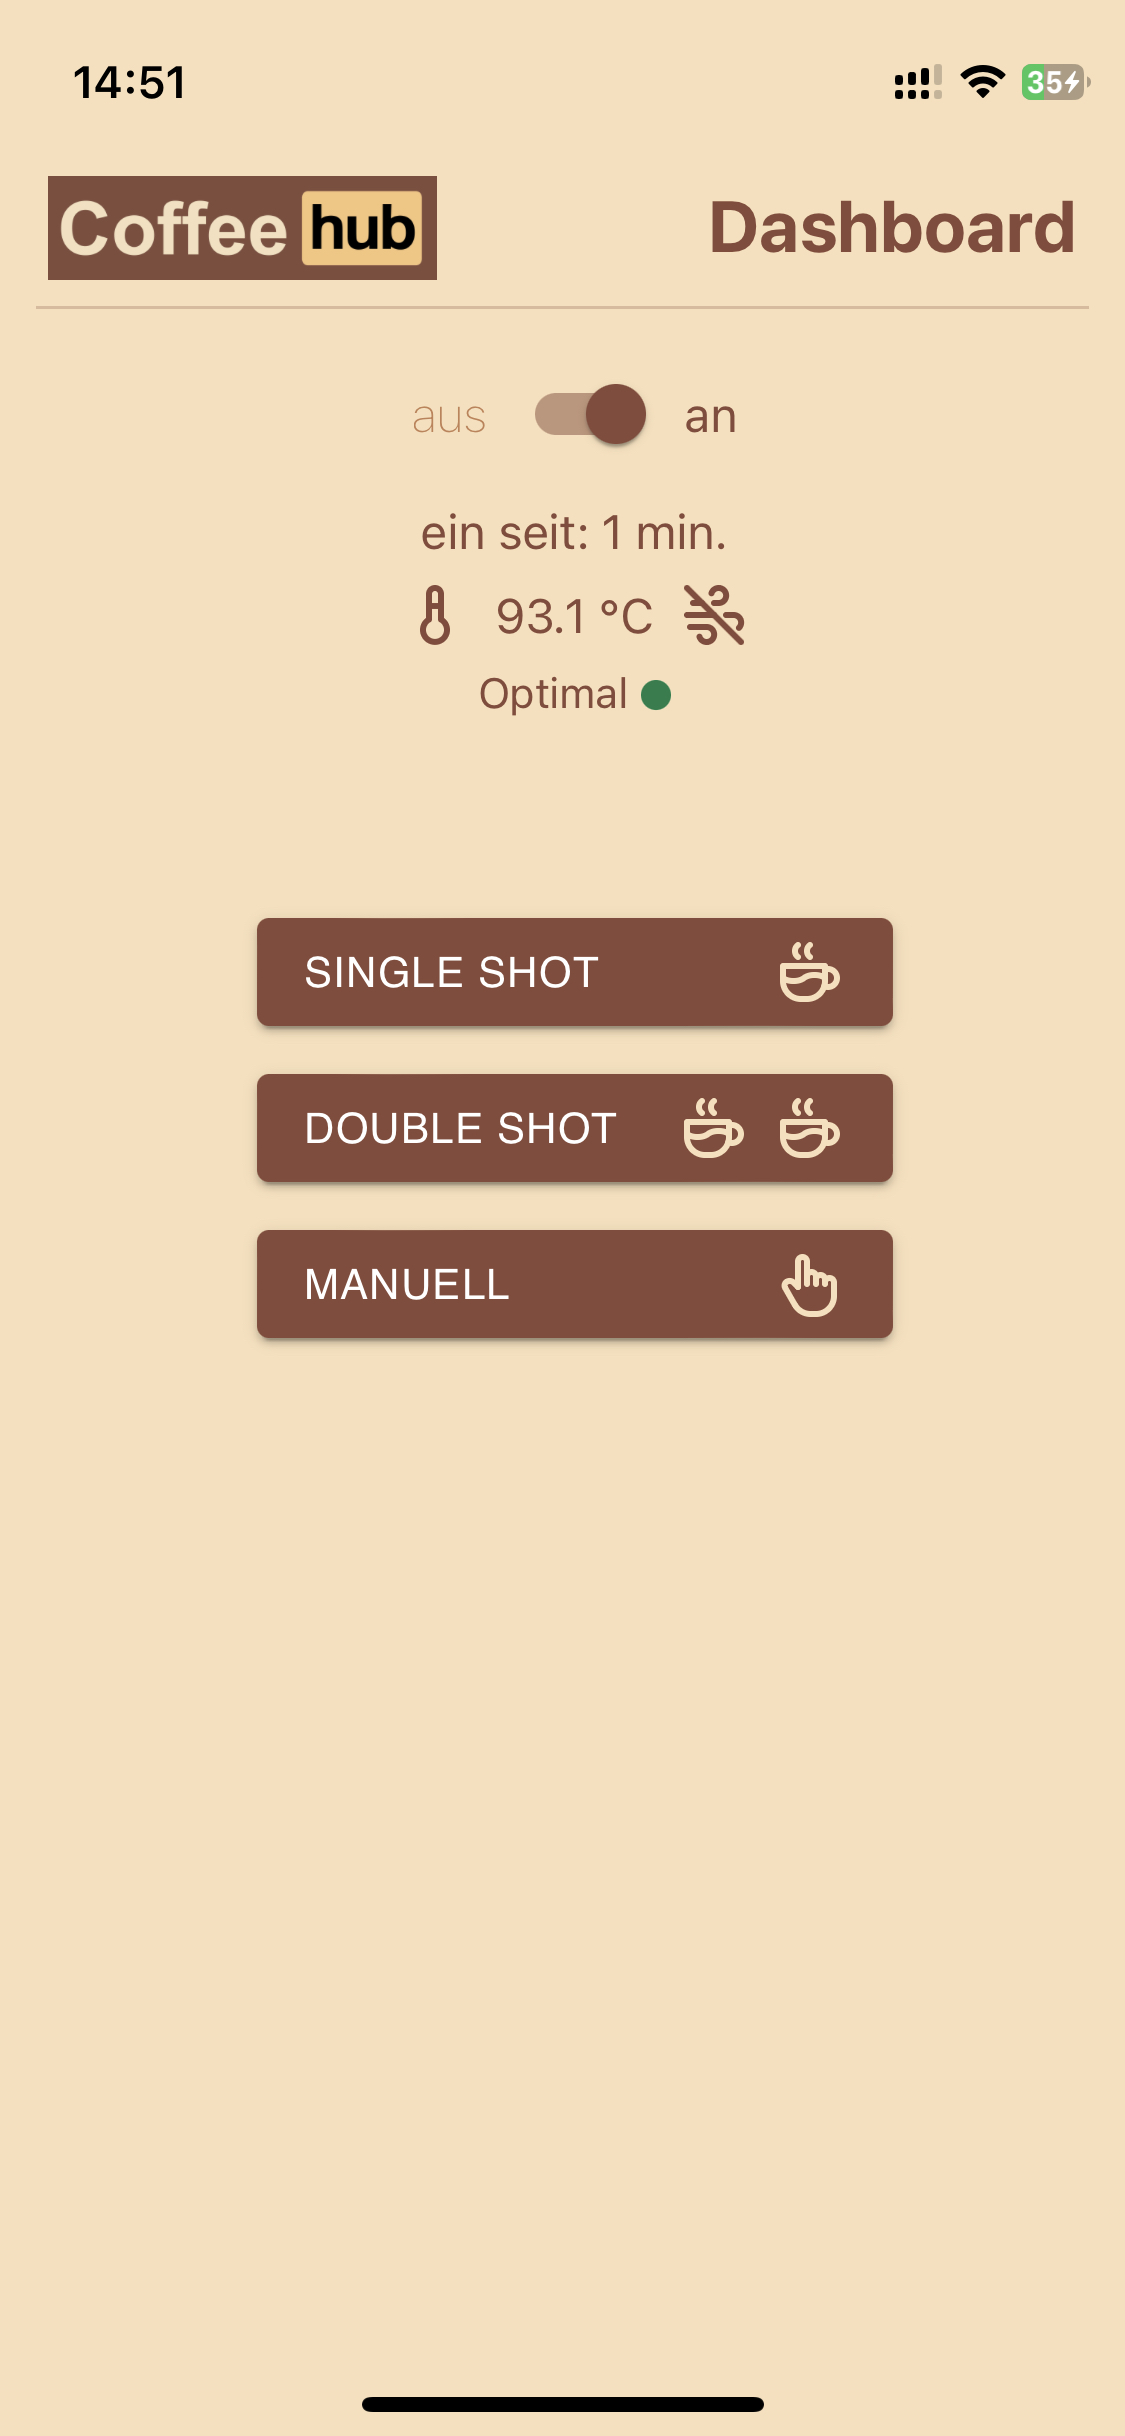 14:51
35
Coffee hub
Dashboard
aus an
ein seit: 1 min.
93.1 °C
Optimal
SINGLE SHOT
DOUBLE SHOT
MANUELL